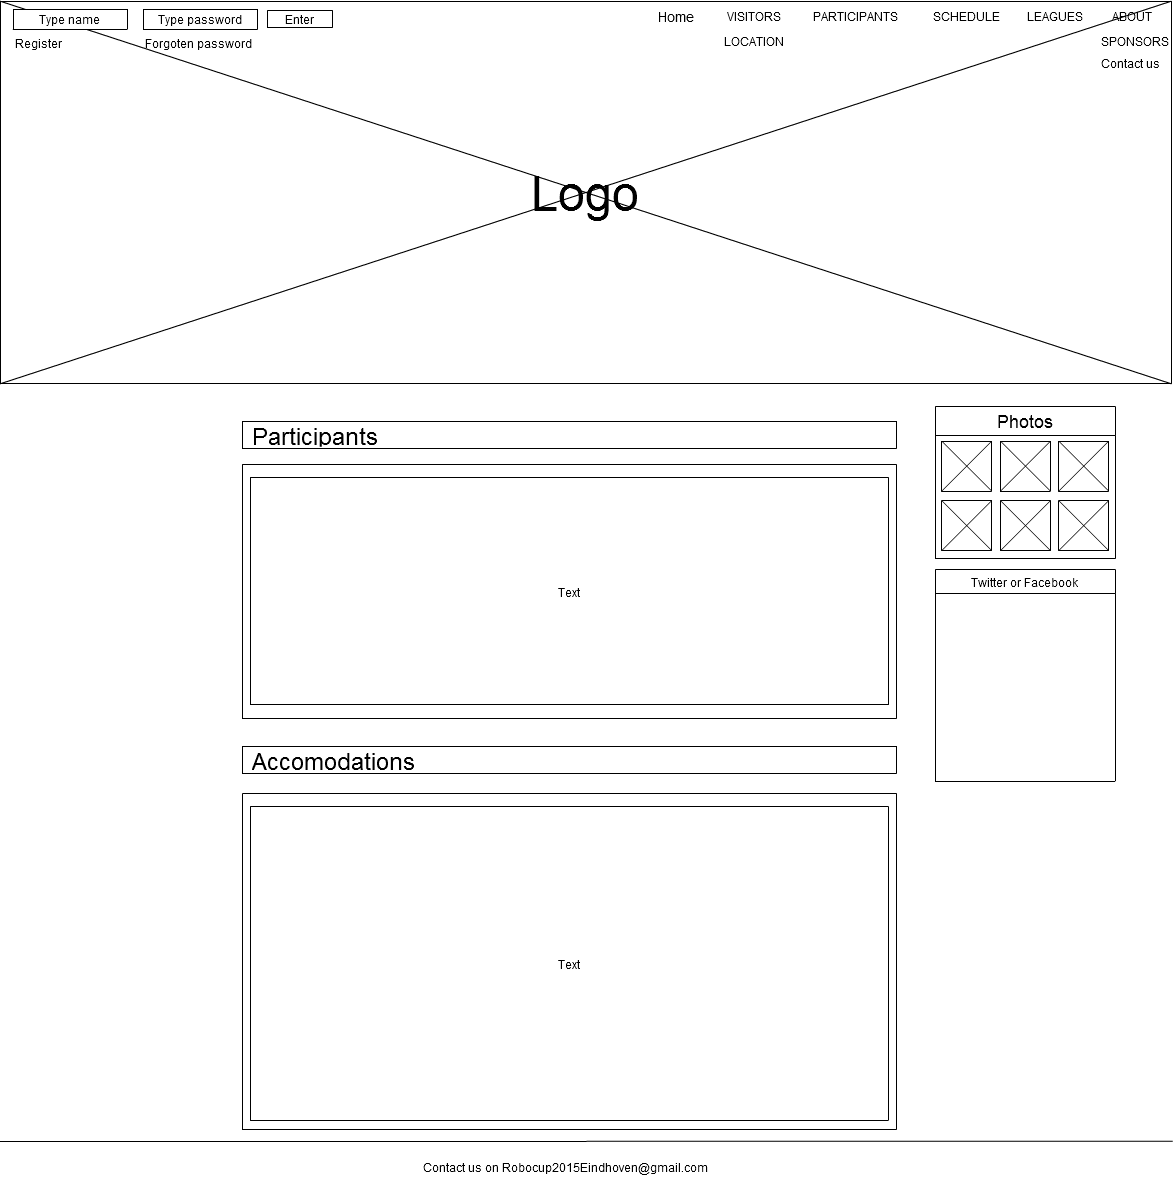 Type name Type password Enter Home VISITORS PARTICIPANTS SCHEDULE LEAGUES ABOUT
Register Forgoten password LOCATION SPONSORS
Contact us
Logo
Participants
Text
Accomodations
Text
Photos
Twitter or Facebook
Contact us on Robocup2015Eindhoven@gmail.com